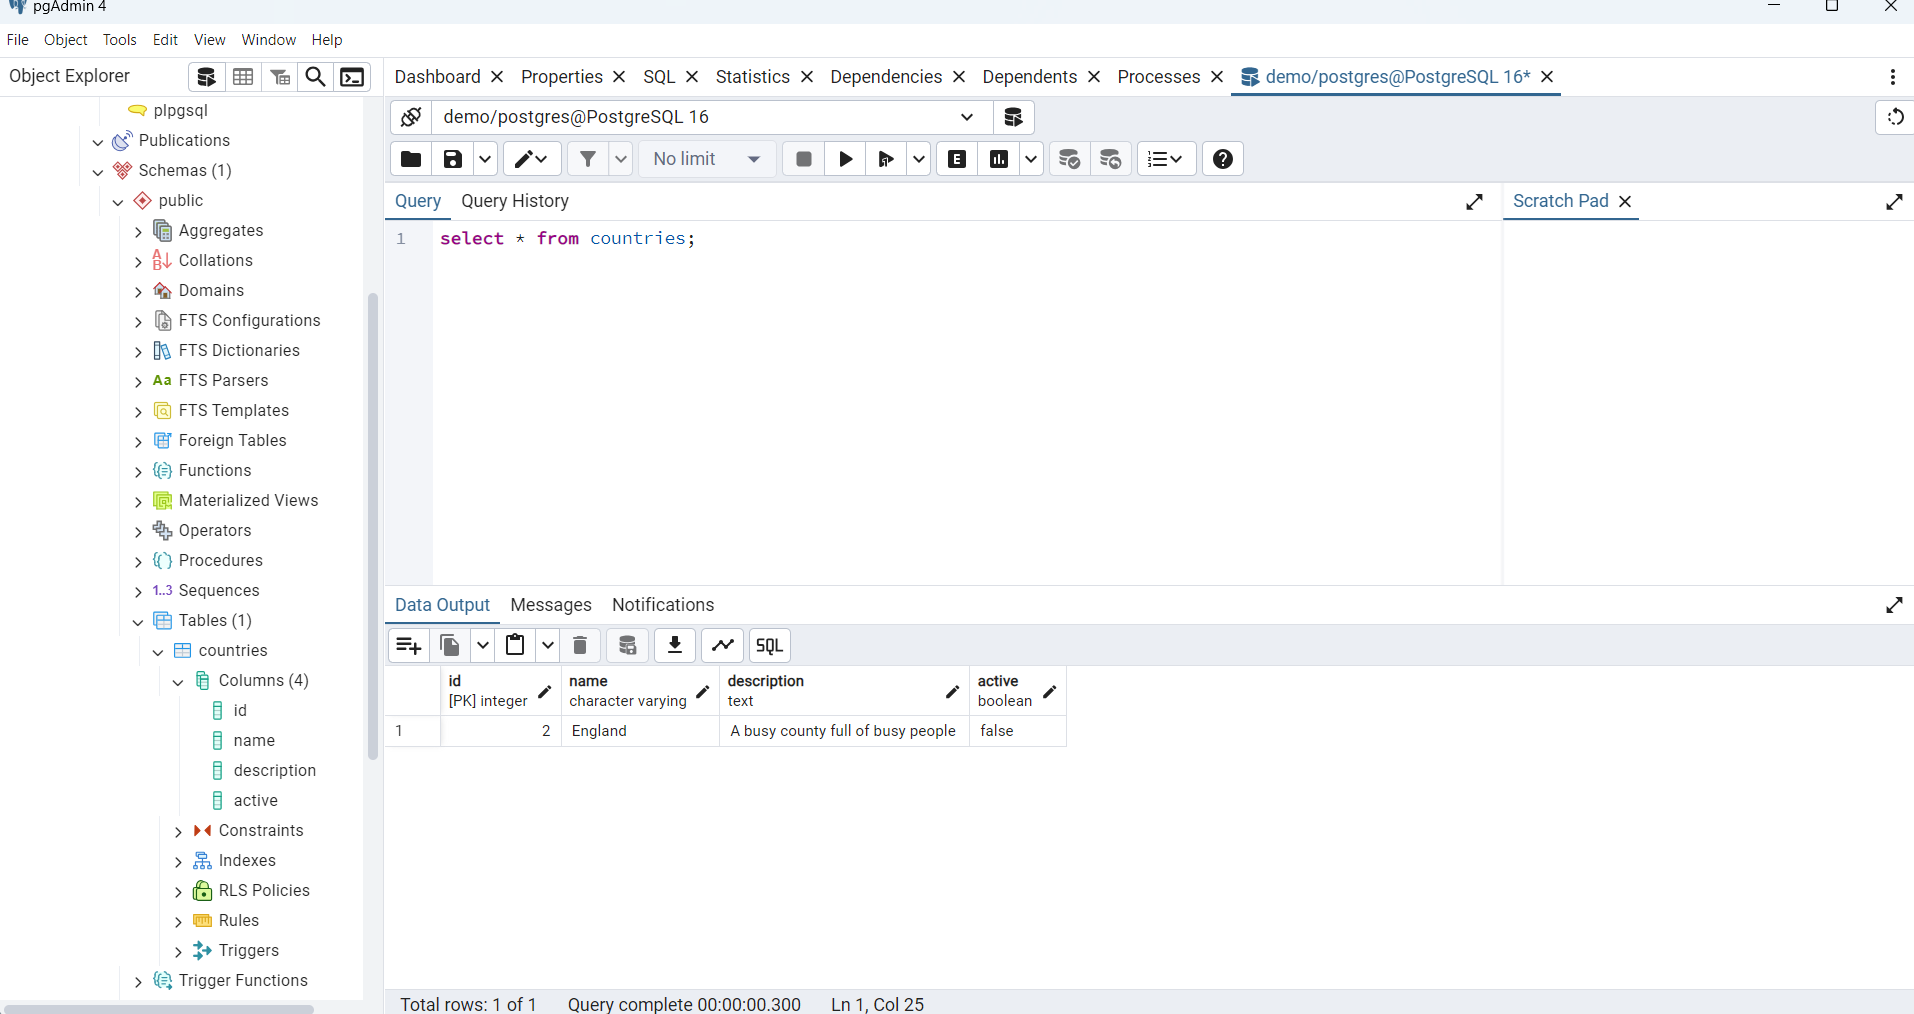 pgAdmin 4
File Object Tools Edit View Window Help
Object Explorer
plpgsql
Publications
Schemas (1)
public
Aggregates
Collations
Domains
FTS Configurations
FTS Dictionaries
Aa FTS Parsers
FTS Templates
Foreign Tables
Functions
Materialized Views
Operators
Procedures
1..3 Sequences
Tables (1)
countries
Columns (4)
id
name
description
active
Constraints
Indexes
RLS Policies
Rules
Triggers
Trigger Functions
Dashboard Properties SQL Statistics Dependencies Dependents Processes demo/postgres@PostgreSQL 16*
demo/postgres@PostgreSQL 16
No limit E
Query Query History
Scratch Pad
1 select * from countries;
Data Output Messages Notifications
SQL
id name description active
[PK] integer character varying text boolean
1 2 England A busy county full of busy people false
Total rows: 1 of 1 Query complete 00:00:00.300 Ln 1, Col 25